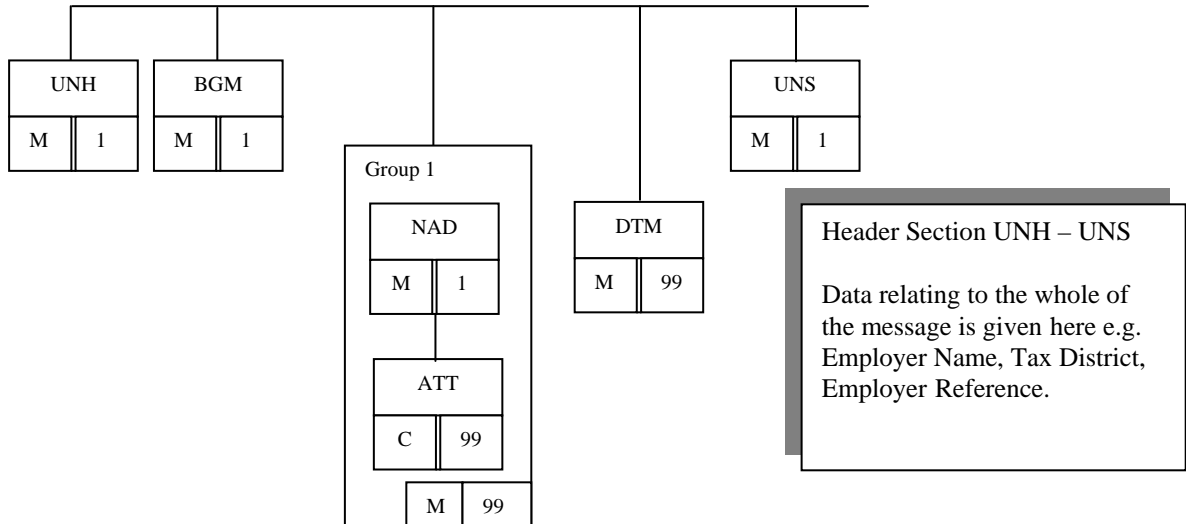 UNH
BGM
UNS
M 1
M 1
M 1
Group 1
NAD
M 1
DTM
M 99
ATT
C 99
M 99
Header Section UNH – UNS
Data relating to the whole of
the message is given here e.g.
Employer Name, Tax District,
Employer Reference.